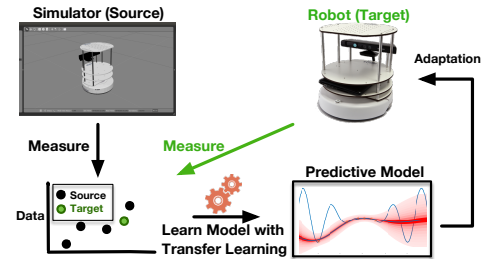 Simulator (Source)
Robot (Target)
Adaptation
Measure
Measure
Predictive Model
Source
Target
Data
Learn Model with
Transfer Learning